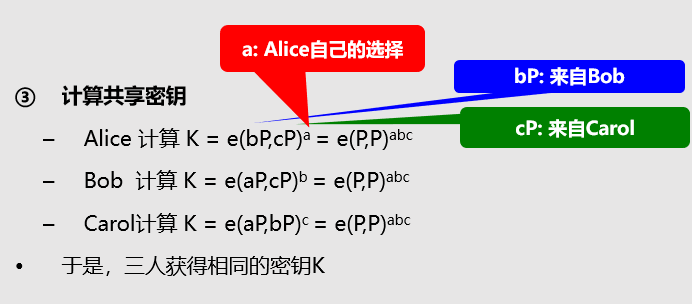 a: Alice自己的选择
bP: 来自Bob
③ 计算共享密钥
cP: 来自Carol
– Alice 计算 K = e(bP,cP)ᵃ = e(P,P)ᵃᵇᶜ
– Bob 计算 K = e(aP,cP)ᵇ = e(P,P)ᵃᵇᶜ
– Carol计算 K = e(aP,bP)ᶜ = e(P,P)ᵃᵇᶜ
• 于是，三人获得相同的密钥K